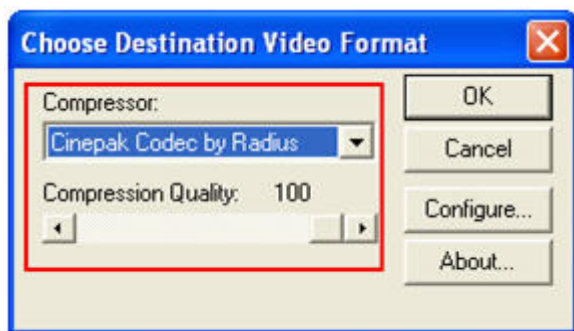 Choose Destination Video Format
Compressor:
Cinepak Codec by Radius
Compression Quality: 100
OK
Cancel
Configure...
About...